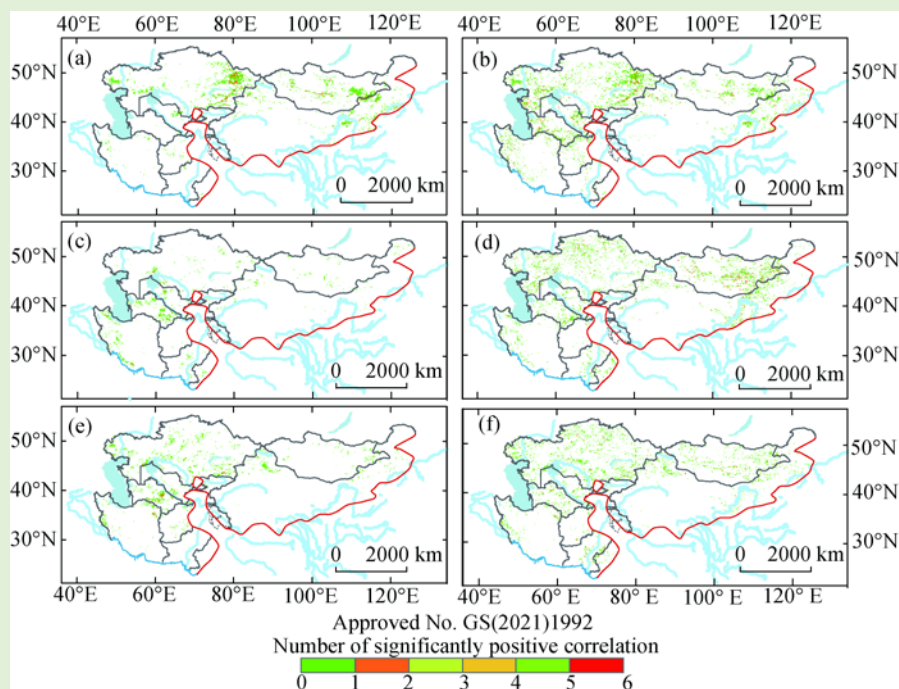 40°E 60°E 80°E 100°E 120°E 40°E 60°E 80°E 100°E 120°E
(a) (b)
50°N 50°N
40°N 40°N
30°N 30°N
0 2000 km 0 2000 km
(c) (d)
50°N 50°N
40°N 40°N
30°N 30°N
0 2000 km 0 2000 km
(e) (f)
50°N 50°N
40°N 40°N
30°N 30°N
0 2000 km 0 2000 km
40°E 60°E 80°E 100°E 120°E 40°E 60°E 80°E 100° E 120°E
Approved No. GS(2021)1992
Number of significantly positive correlation
0 1 2 3 4 5 6